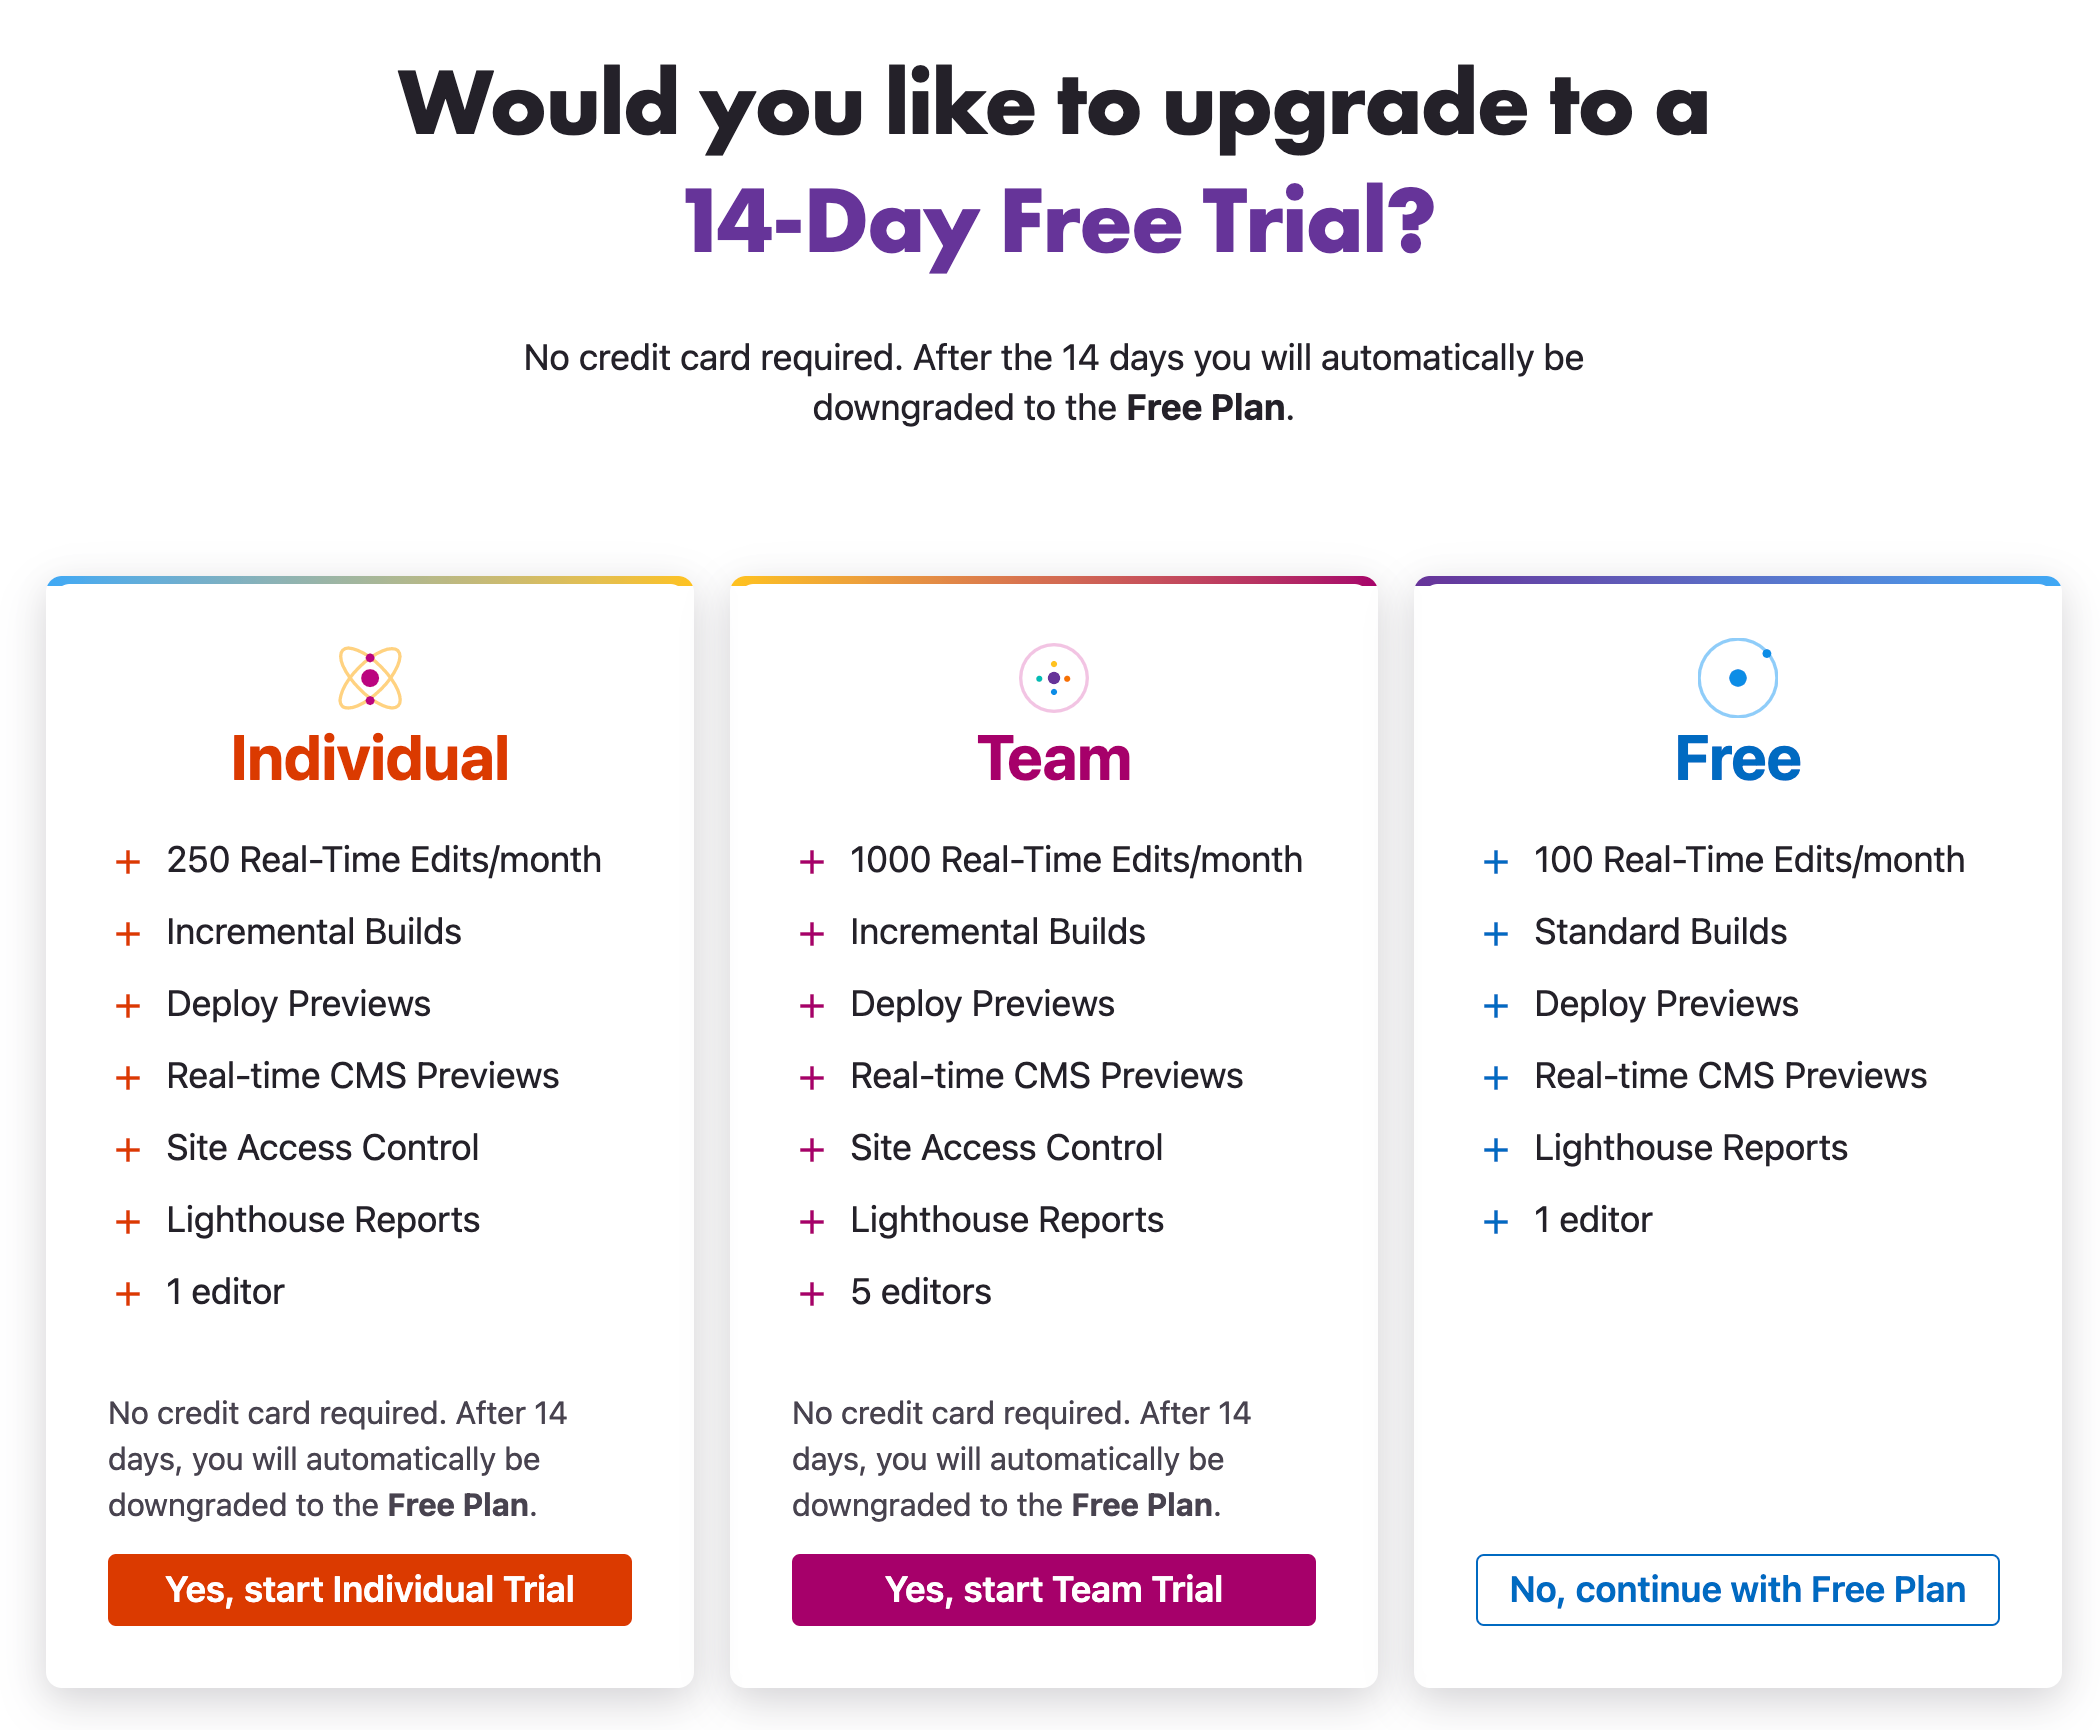 Would you like to upgrade to a
14-Day Free Trial?
No credit card required. After the 14 days you will automatically be
downgraded to the Free Plan.
Individual
+ 250 Real-Time Edits/month
+ Incremental Builds
+ Deploy Previews
+ Real-time CMS Previews
+ Site Access Control
+ Lighthouse Reports
+ 1 editor
No credit card required. After 14
days, you will automatically be
downgraded to the Free Plan.
Yes, start Individual Trial
Team
+ 1000 Real-Time Edits/month
+ Incremental Builds
+ Deploy Previews
+ Real-time CMS Previews
+ Site Access Control
+ Lighthouse Reports
+ 5 editors
No credit card required. After 14
days, you will automatically be
downgraded to the Free Plan.
Yes, start Team Trial
Free
+ 100 Real-Time Edits/month
+ Standard Builds
+ Deploy Previews
+ Real-time CMS Previews
+ Lighthouse Reports
+ 1 editor
No, continue with Free Plan